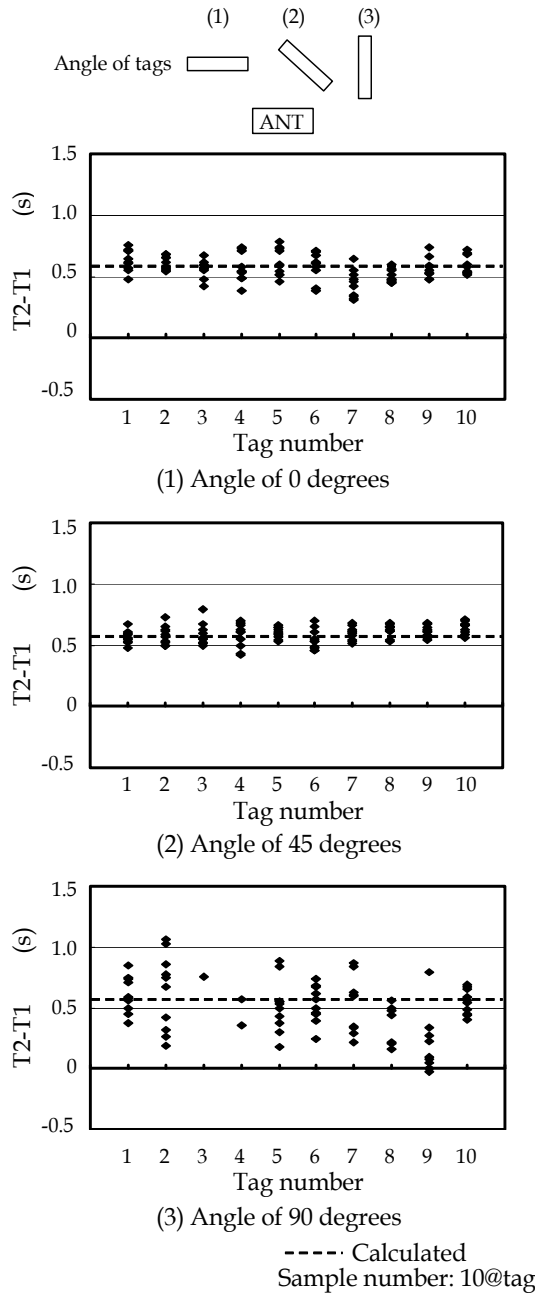 (1) (2) (3)
Angle of tags
ANT
1.5
1.0
0.5
0
-0.5
T2-T1 (s)
1 2 3 4 5 6 7 8 9 10
Tag number
(1) Angle of 0 degrees
1.5
1.0
0.5
0
-0.5
T2-T1 (s)
1 2 3 4 5 6 7 8 9 10
Tag number
(2) Angle of 45 degrees
1.5
1.0
0.5
0
-0.5
T2-T1 (s)
1 2 3 4 5 6 7 8 9 10
Tag number
(3) Angle of 90 degrees
Calculated
Sample number: 10@tag